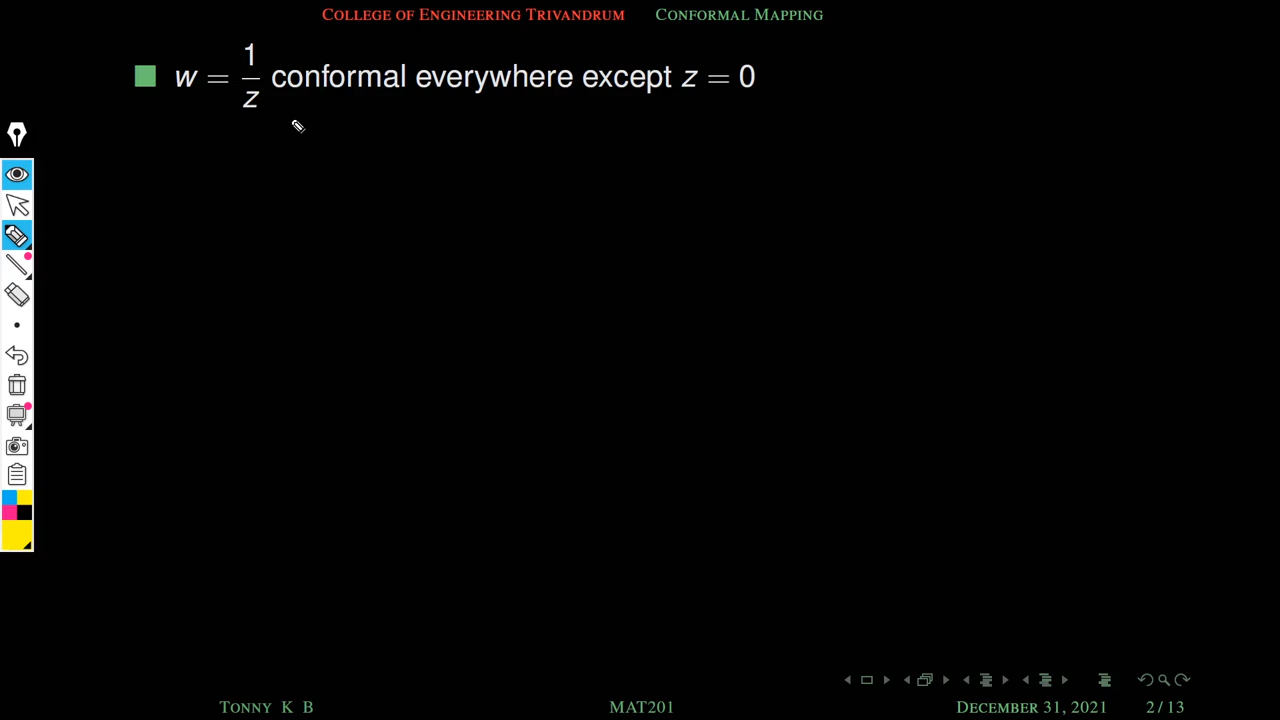 College of Engineering Trivandrum Conformal Mapping
w = 1/z conformal everywhere except z = 0
Tonny K B MAT201 December 31, 2021 2 / 13